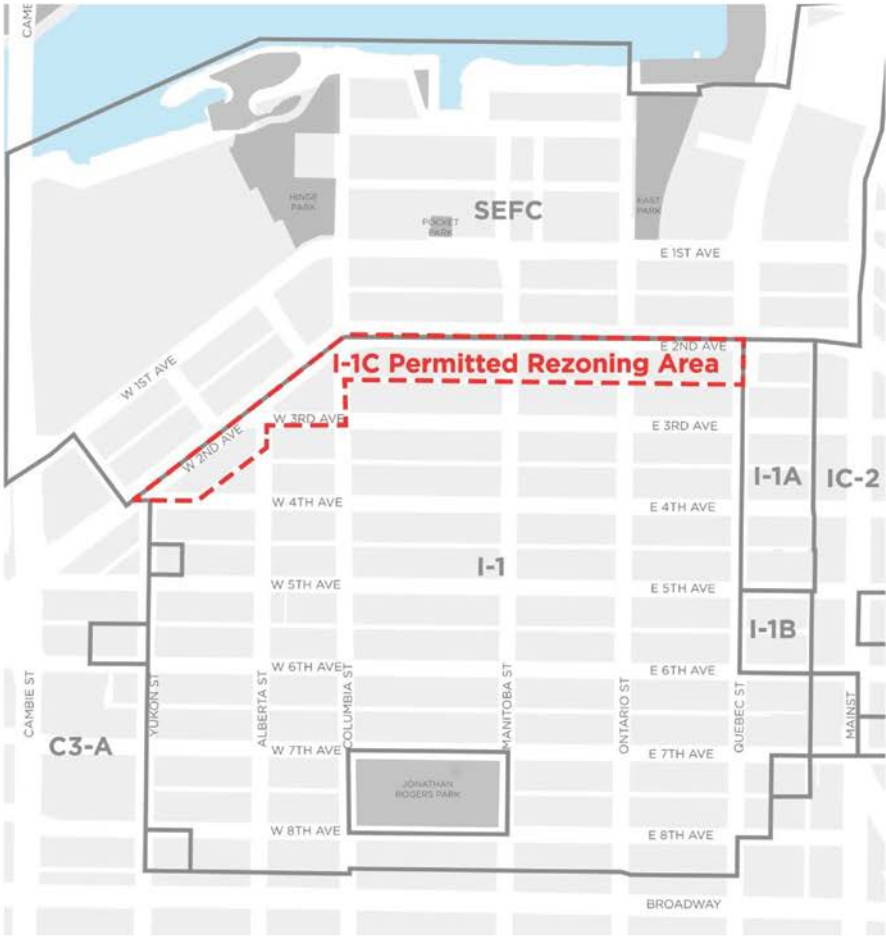 CAMB
HINGE
PARK
SEFC
POCKET
PARK
EAST
PARK
E 1ST AVE
E 2ND AVE
I-1C Permitted Rezoning Area
W 1ST AVE
W 2ND AVE
W 3RD AVE
E 3RD AVE
I-1A
IC-2
W 4TH AVE
E 4TH AVE
I-1
W 5TH AVE
E 5TH AVE
I-1B
W 6TH AVE
E 6TH AVE
CAMBIE ST
YUKON ST
ALBERTA ST
COLUMBIA ST
MANITOBA ST
ONTARIO ST
QUEBEC ST
MAINST
C3-A
W 7TH AVE
E 7TH AVE
JONATHAN
ROGERS PARK
W 8TH AVE
E 8TH AVE
BROADWAY